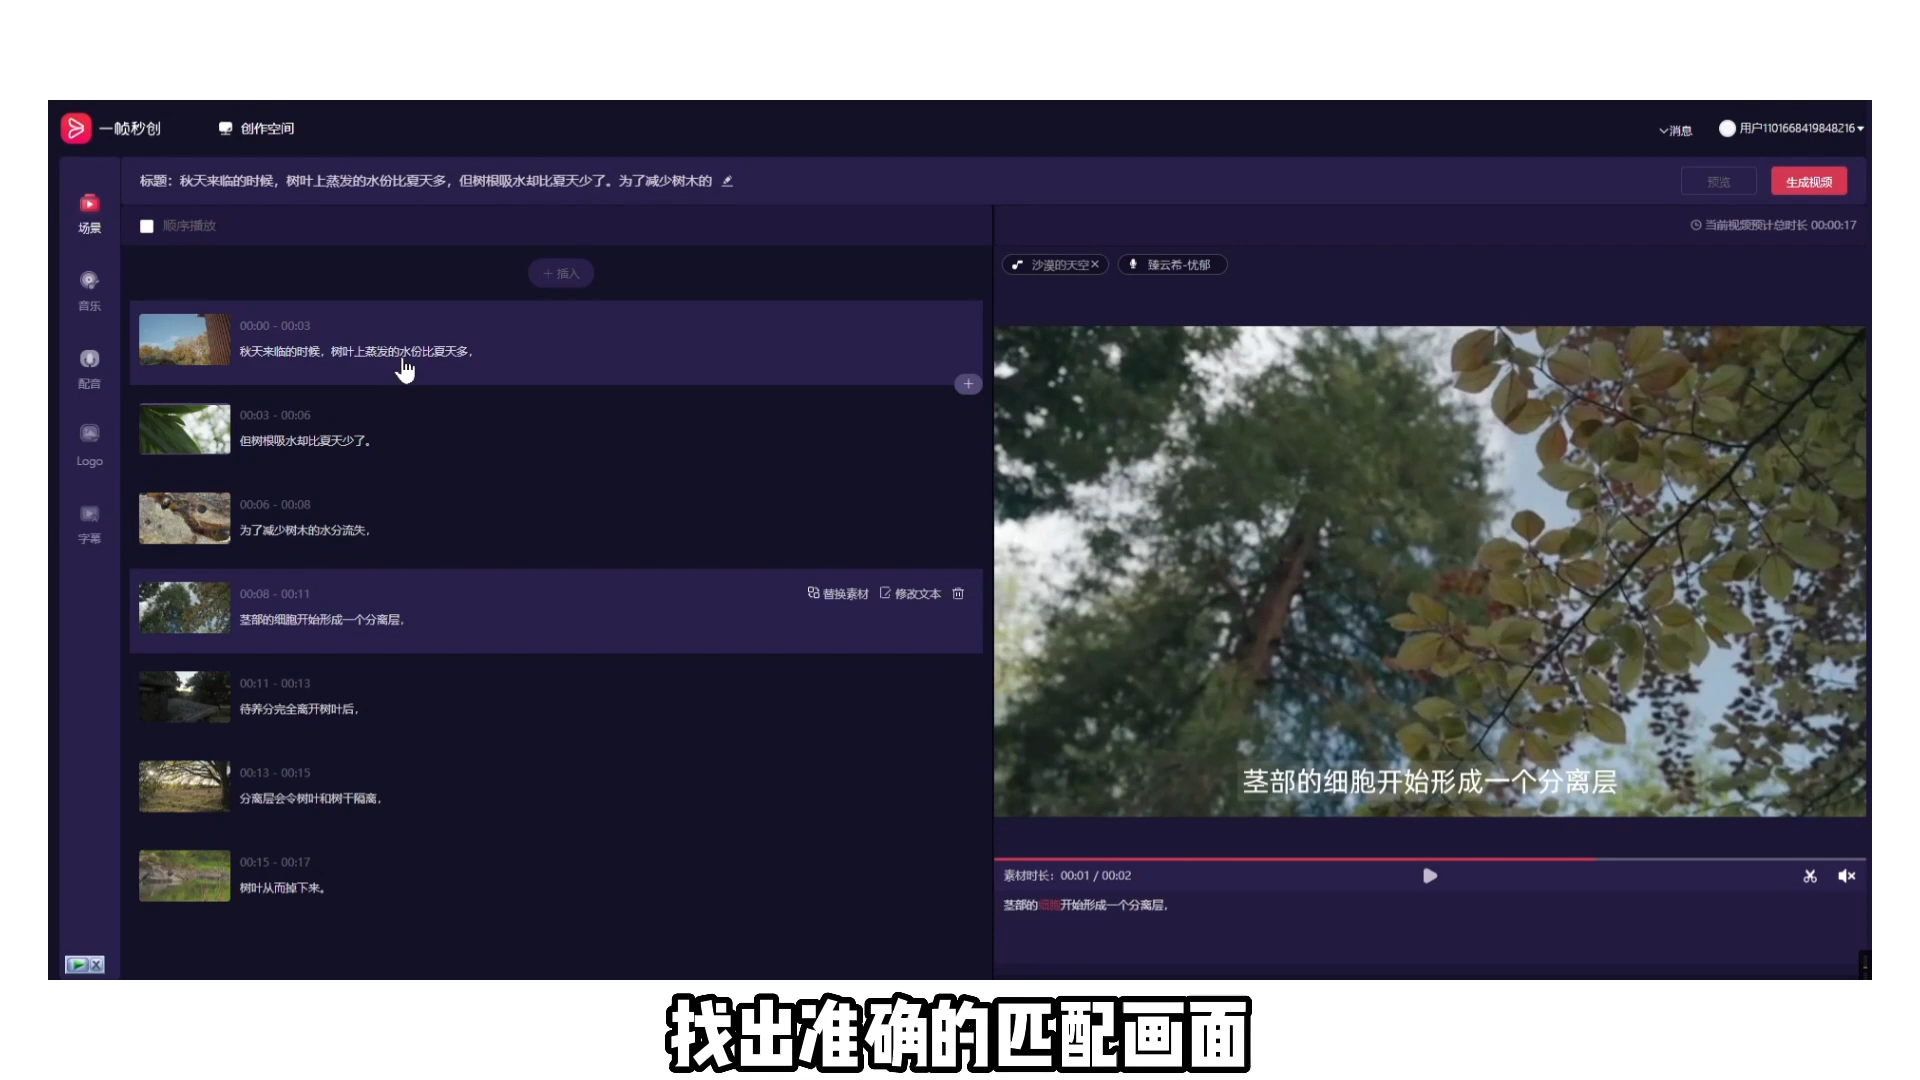 一帧秒创
创作空间
消息
用户1101668419848216
标题：秋天来临的时候，树叶上蒸发的水份比夏天多，但树根吸水却比夏天少了。为了减少树木的
预览
生成视频
场景
音乐
配音
Logo
字幕
顺序播放
当前视频预计总时长 00:00:17
+ 插入
沙漠的天空×
臻云希-忧郁
00:00 - 00:03
秋天来临的时候，树叶上蒸发的水份比夏天多，
00:03 - 00:06
但树根吸水却比夏天少了。
00:06 - 00:08
为了减少树木的水分流失，
00:08 - 00:11
替换素材
修改文本
茎部的细胞开始形成一个分离层，
00:11 - 00:13
待养分完全离开树叶后，
00:13 - 00:15
分离层会令树叶和树干隔离，
00:15 - 00:17
树叶从而掉下来。
茎部的细胞开始形成一个分离层
素材时长：00:01 / 00:02
茎部的细胞开始形成一个分离层，
找出准确的匹配画面